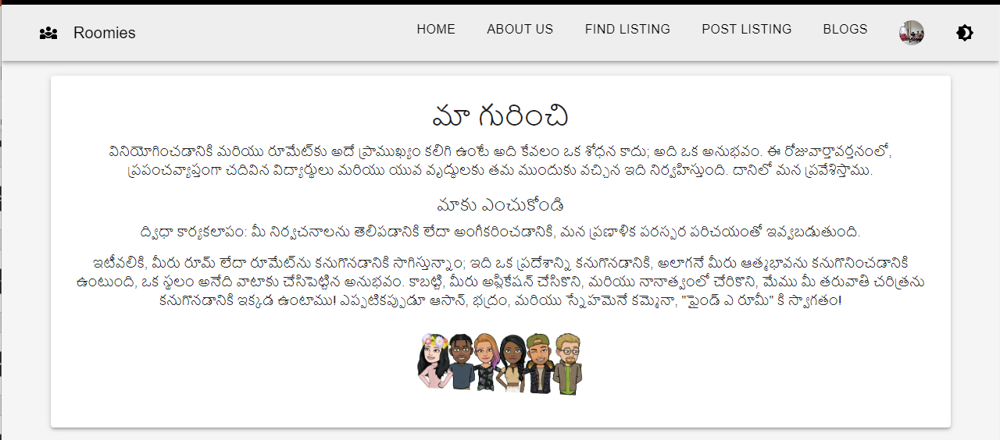 Roomies
HOME
ABOUT US
FIND LISTING
POST LISTING
BLOGS
మా గురించి
వినియోగించడానికి మరియు రూమేట్‌కు అదే ప్రాముఖ్యం కలిగి ఉంటే అది కేవలం ఒక శోధన కాదు; అది ఒక అనుభవం. ఈ రోజువార్తావర్తనంలో,
ప్రపంచవ్యాప్తంగా చదివిన విద్యార్థులు మరియు యువ వృద్ధులకు తమ ముందుకు వచ్చిన ఇది నిర్వహిస్తుంది. దానిలో మన ప్రవేశిస్తాము.
మాకు ఎంచుకోండి
ద్విధా కార్యకలాపం: మీ నిర్వచనాలను తెలిపడానికి లేదా అంగీకరించడానికి, మన ప్రణాళిక పరస్పర పరిచయంతో ఇవ్వబడుతుంది.
ఇటీవలికి, మీరు రూమ్ లేదా రూమేట్‌ను కనుగొనడానికి సాగిస్తున్నాం; ఇది ఒక ప్రదేశాన్ని కనుగొనడానికి, అలాగనే మీరు ఆత్మభావను కనుగొనించడానికి
ఉంటుంది, ఒక స్థలం అనేది వాటాకు చేసిపెట్టిన అనుభవం. కాబట్టి, మీరు అప్లికేషన్ చేసికొని, మరియు నానాత్వంలో చేరికొని, మేము మీ తరువాతి చరిత్రను
కనుగొనడానికి ఇక్కడ ఉంటాము! ఎప్పటికప్పుడూ ఆసాన్, భద్రం, మరియు స్నేహమెనే కమ్మెనా, "ఫైండ్ ఎ రూమీ" కి స్వాగతం!